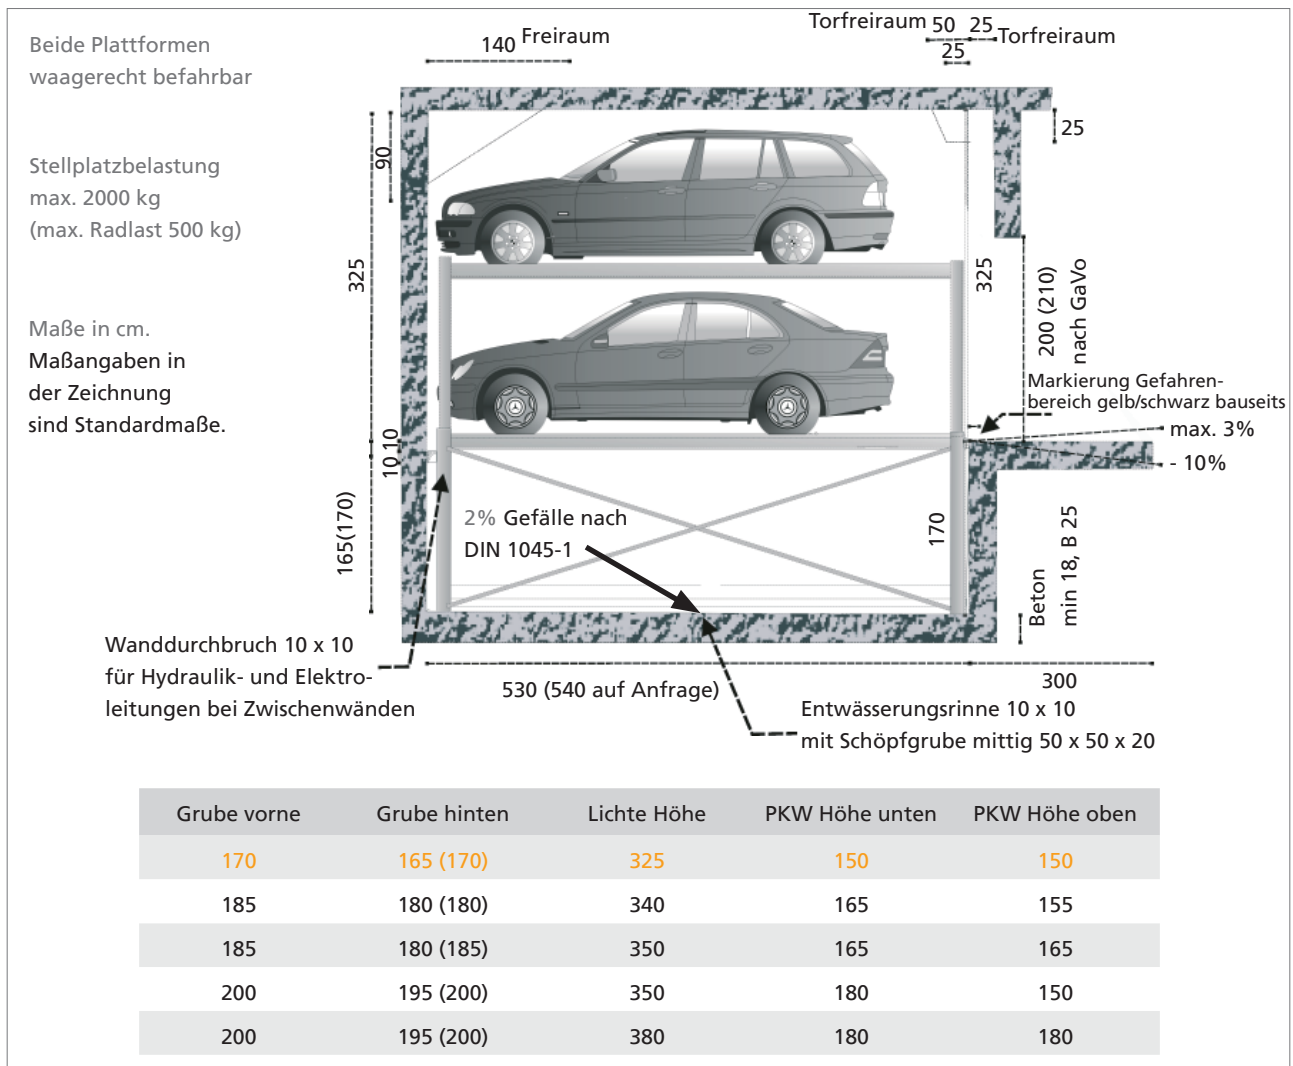 Beide Plattformen
waagerecht befahrbar
Stellplatzbelastung
max. 2000 kg
(max. Radlast 500 kg)
Maße in cm.
Maßangaben in
der Zeichnung
sind Standardmaße.
140 Freiraum
Torfreiraum 50 25 Torfreiraum
25
25
90
325
325
200 (210)
nach GaVo
Markierung Gefahren-
bereich gelb/schwarz bauseits
max. 3%
- 10%
10 10
165(170)
2% Gefälle nach
DIN 1045-1
170
Beton
min 18, B 25
Wanddurchbruch 10 x 10
für Hydraulik- und Elektro-
leitungen bei Zwischenwänden
530 (540 auf Anfrage)
300
Entwässerungsrinne 10 x 10
mit Schöpfgrube mittig 50 x 50 x 20
Grube vorne Grube hinten Lichte Höhe PKW Höhe unten PKW Höhe oben
170 165 (170) 325 150 150
185 180 (180) 340 165 155
185 180 (185) 350 165 165
200 195 (200) 350 180 150
200 195 (200) 380 180 180